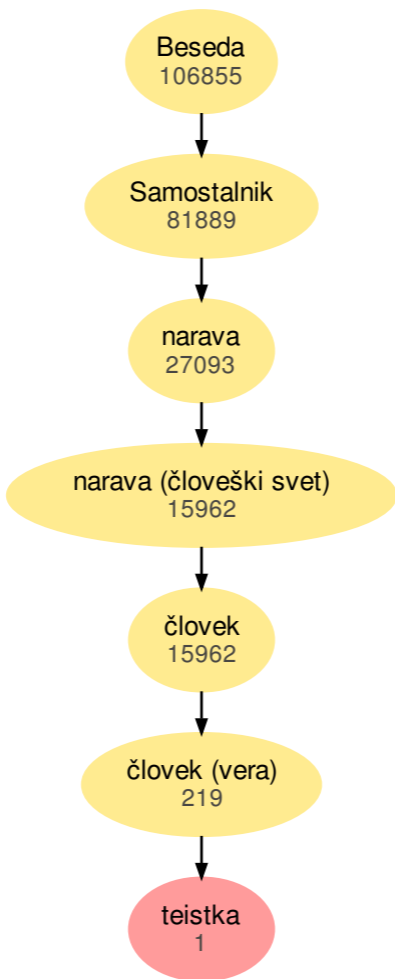 Beseda
106855
Samostalnik
81889
narava
27093
narava (človeški svet)
15962
človek
15962
človek (vera)
219
teistka
1